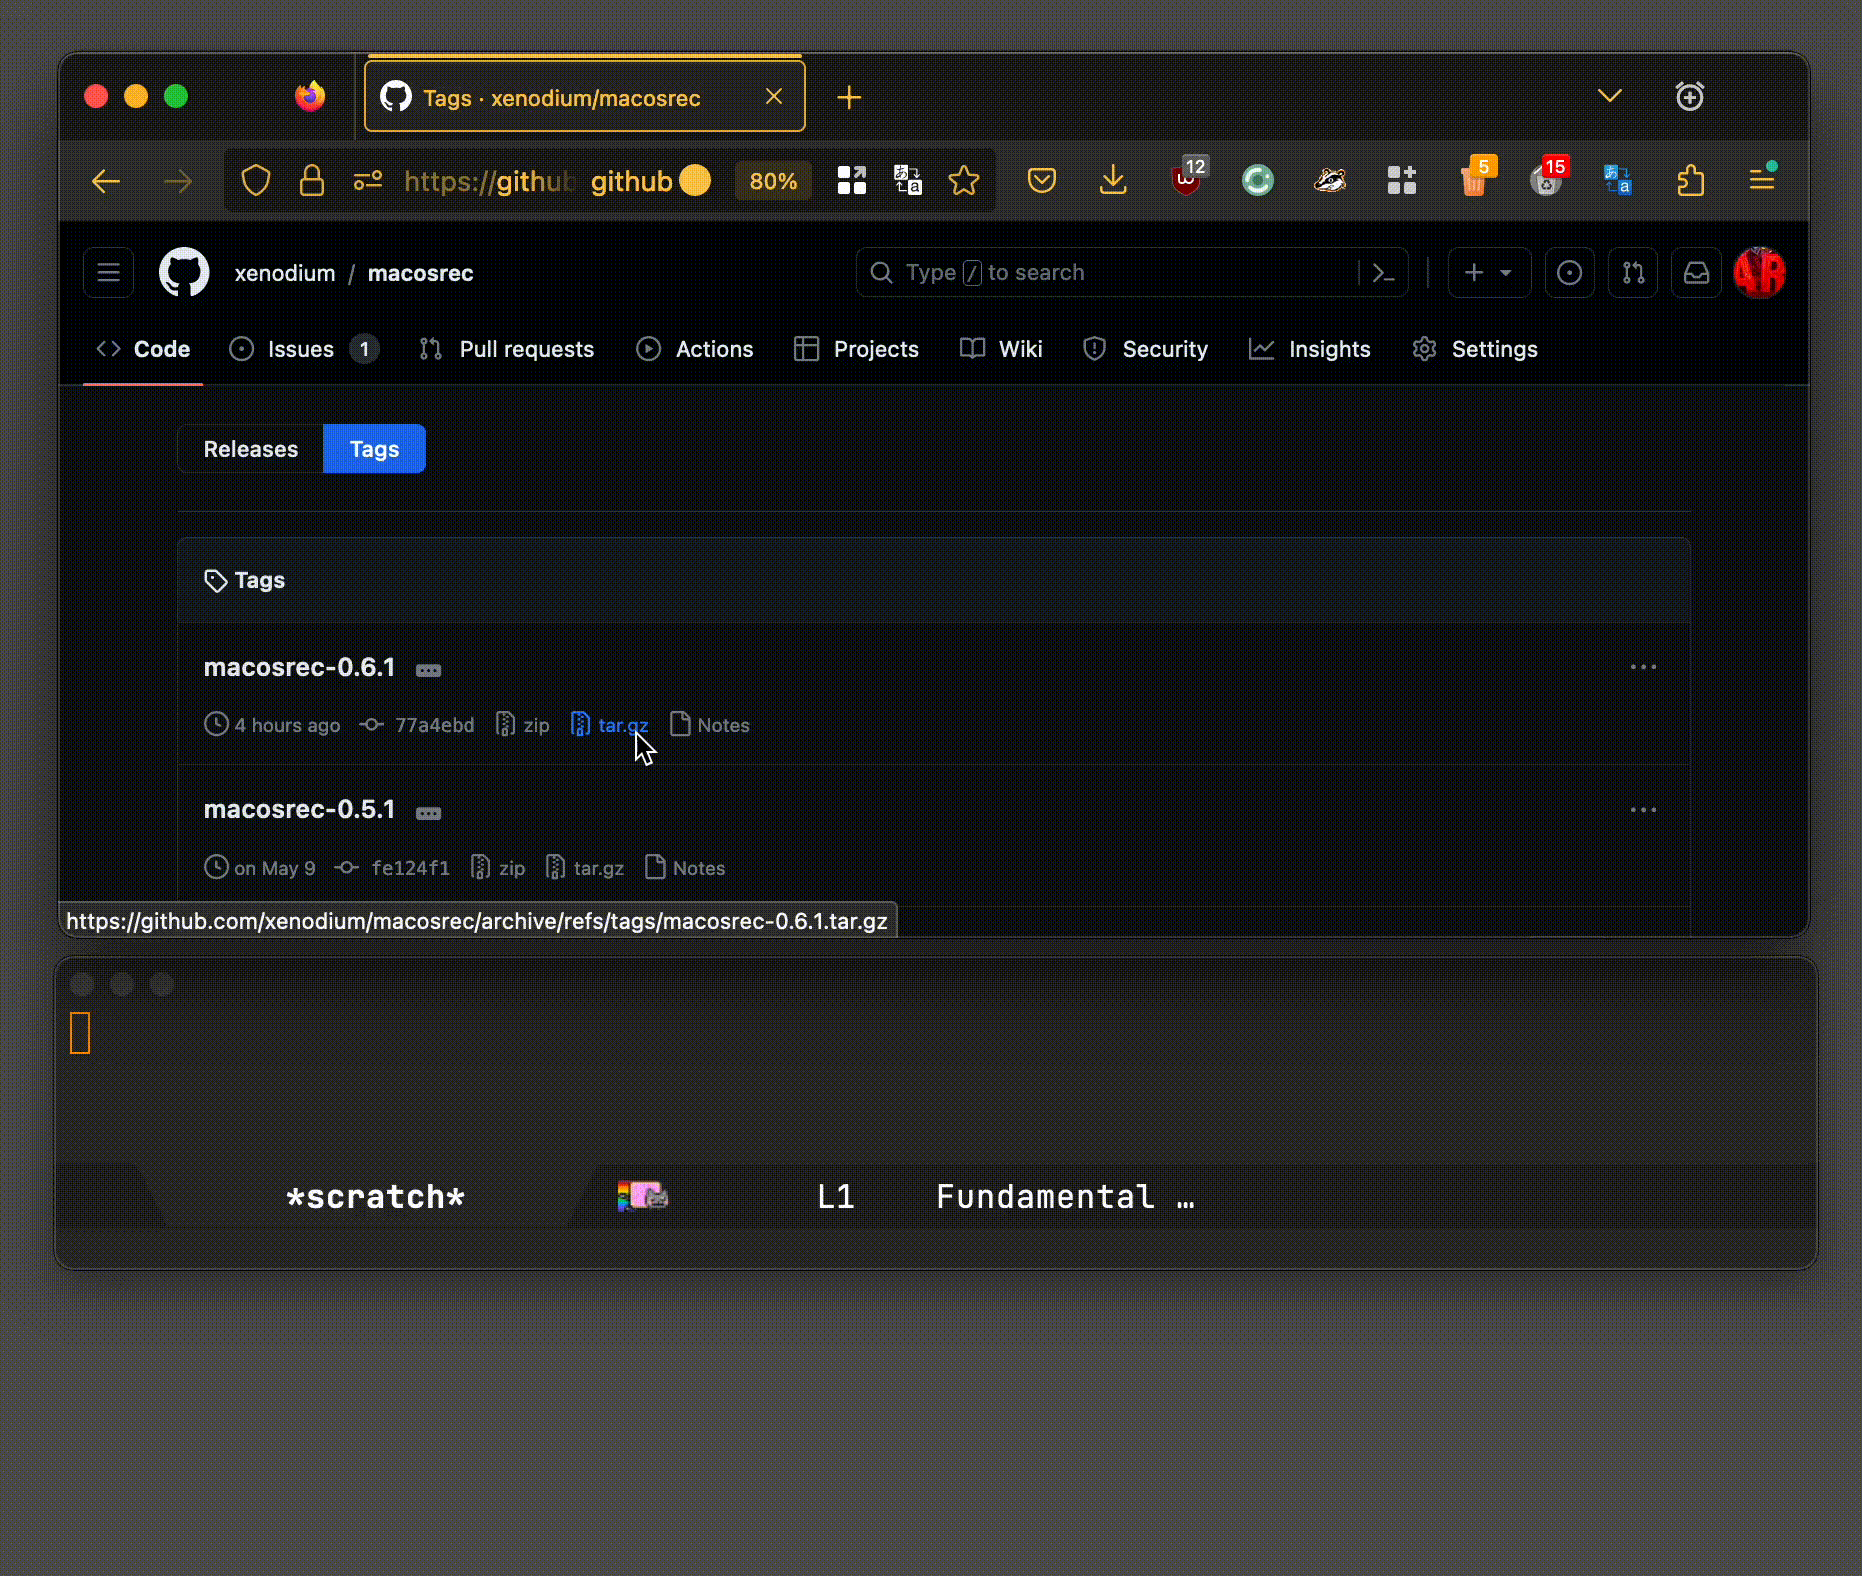 Tags · xenodium/macosrec
https://github github 80% 12 5 15
xenodium / macosrec Type / to search
Code Issues 1 Pull requests Actions Projects Wiki Security Insights Settings
Releases Tags
Tags
macosrec-0.6.1
4 hours ago 77a4ebd zip tar.gz Notes
macosrec-0.5.1
on May 9 fe124f1 zip tar.gz Notes
https://github.com/xenodium/macosrec/archive/refs/tags/macosrec-0.6.1.tar.gz
*scratch* L1 Fundamental …